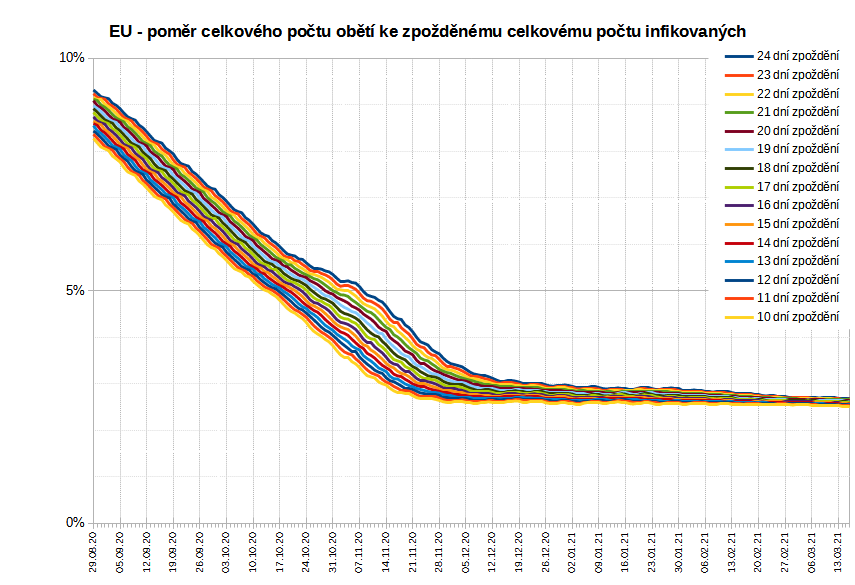 EU - poměr celkového počtu obětí ke zpožděnému celkovému počtu infikovaných
10%
5%
0%
24 dní zpoždění
23 dní zpoždění
22 dní zpoždění
21 dní zpoždění
20 dní zpoždění
19 dní zpoždění
18 dní zpoždění
17 dní zpoždění
16 dní zpoždění
15 dní zpoždění
14 dní zpoždění
13 dní zpoždění
12 dní zpoždění
11 dní zpoždění
10 dní zpoždění
29.08.20
05.09.20
12.09.20
19.09.20
26.09.20
03.10.20
10.10.20
17.10.20
24.10.20
31.10.20
07.11.20
14.11.20
21.11.20
28.11.20
05.12.20
12.12.20
19.12.20
26.12.20
02.01.21
09.01.21
16.01.21
23.01.21
30.01.21
06.02.21
13.02.21
20.02.21
27.02.21
06.03.21
13.03.21